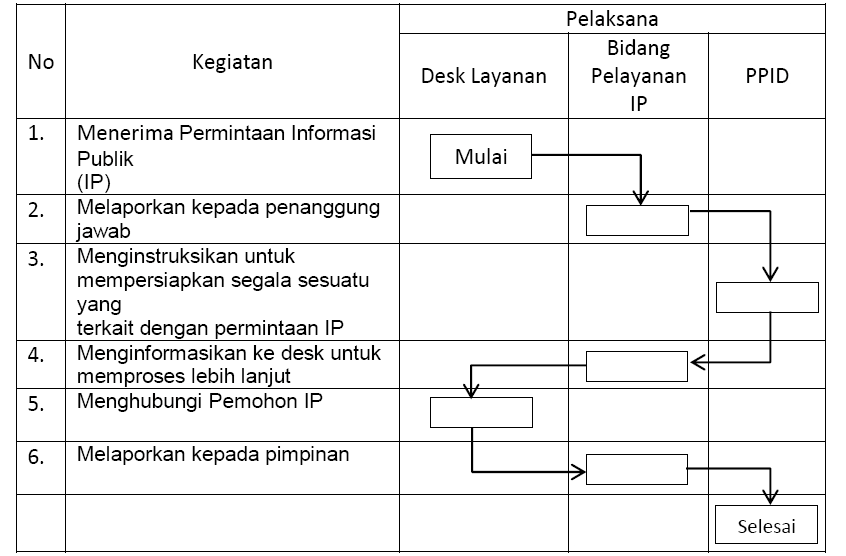 Pelaksana
No
Kegiatan
Desk Layanan
Bidang
Pelayanan
IP
PPID
1.
Menerima Permintaan Informasi
Publik
(IP)
Mulai
2.
Melaporkan kepada penanggung
jawab
3.
Menginstruksikan untuk
mempersiapkan segala sesuatu
yang
terkait dengan permintaan IP
4.
Menginformasikan ke desk untuk
memproses lebih lanjut
5.
Menghubungi Pemohon IP
6.
Melaporkan kepada pimpinan
Selesai